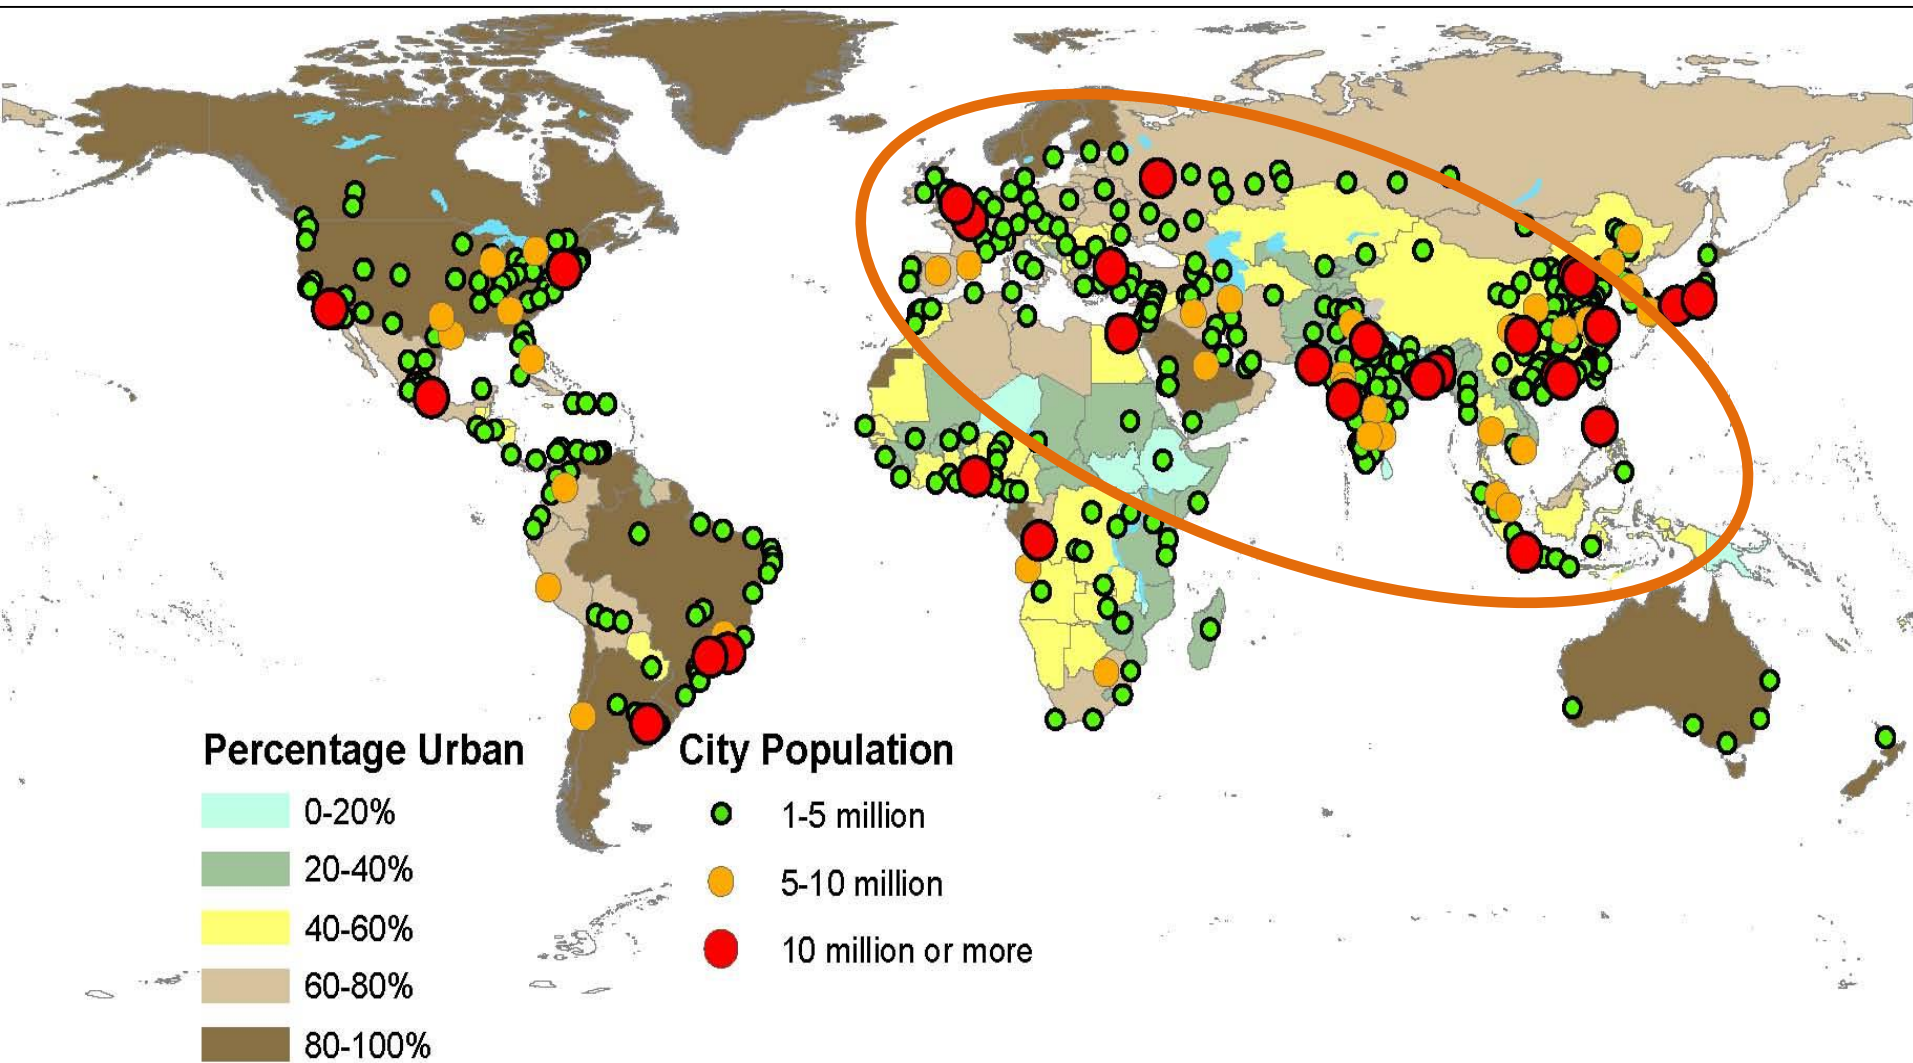 Percentage Urban
0-20%
20-40%
40-60%
60-80%
80-100%
City Population
1-5 million
5-10 million
10 million or more